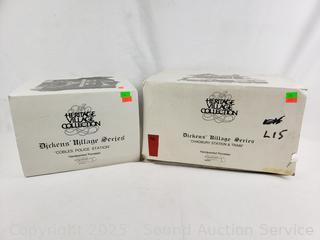 HERITAGE
VILLAGE
COLLECTION
Dickens' Village Series
"COBLES POLICE STATION"
Handpainted Porcelain
HERITAGE
VILLAGE
COLLECTION
Dickens' Village Series
"CHADBURY STATION & TRAIN"
Handpainted Porcelain
L15
Copyright 2025 - Sound Auction Service